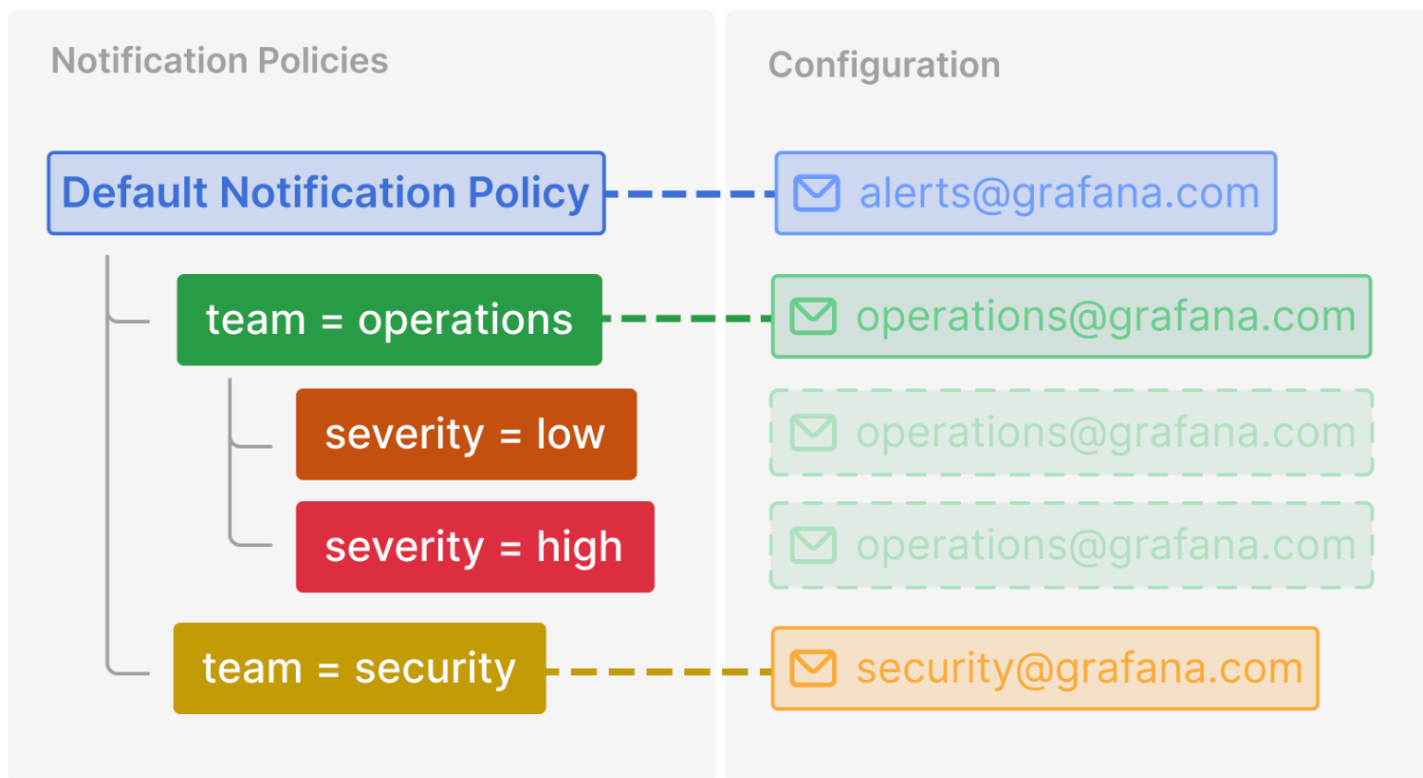 Notification Policies
Configuration
Default Notification Policy
alerts@grafana.com
team = operations
operations@grafana.com
severity = low
operations@grafana.com
severity = high
operations@grafana.com
team = security
security@grafana.com